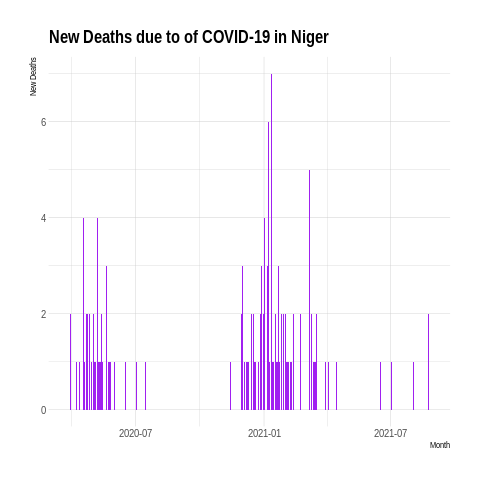 New Deaths due to of COVID-19 in Niger
New Deaths
6
4
2
0
2020-07
2021-01
2021-07
Month